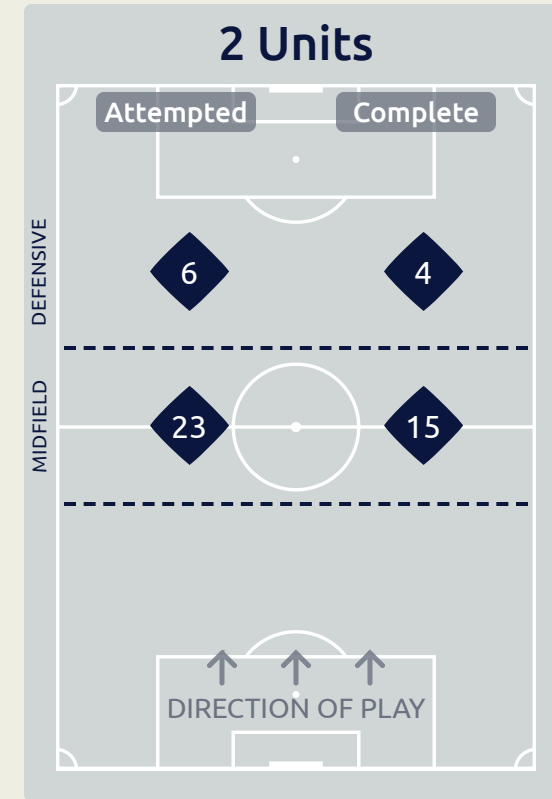 2 Units
Attempted
Complete
DEFENSIVE
6
4
MIDFIELD
23
15
DIRECTION OF PLAY